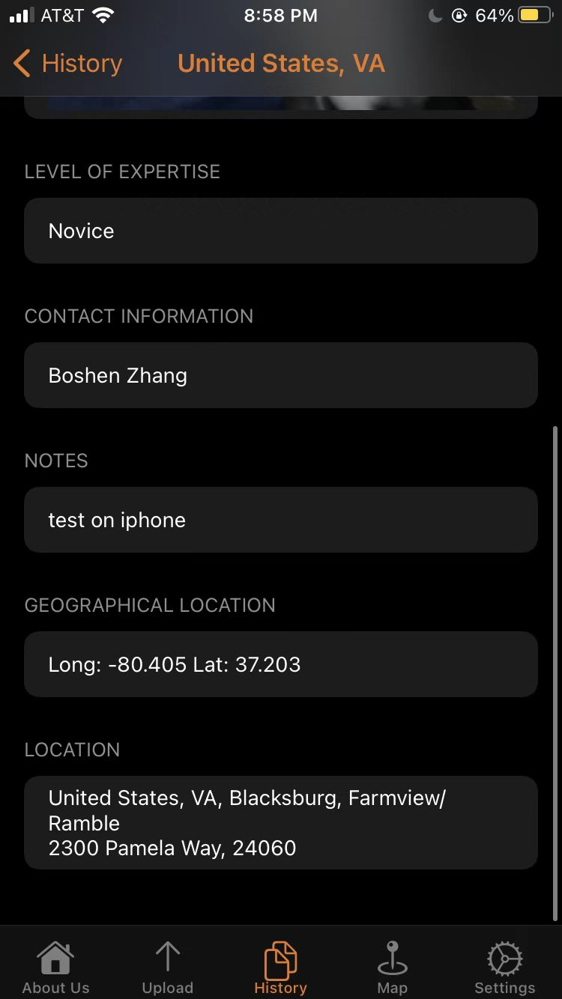 AT&T 8:58 PM 64%
History United States, VA
LEVEL OF EXPERTISE
Novice
CONTACT INFORMATION
Boshen Zhang
NOTES
test on iphone
GEOGRAPHICAL LOCATION
Long: -80.405 Lat: 37.203
LOCATION
United States, VA, Blacksburg, Farmview/
Ramble
2300 Pamela Way, 24060
About Us Upload History Map Settings